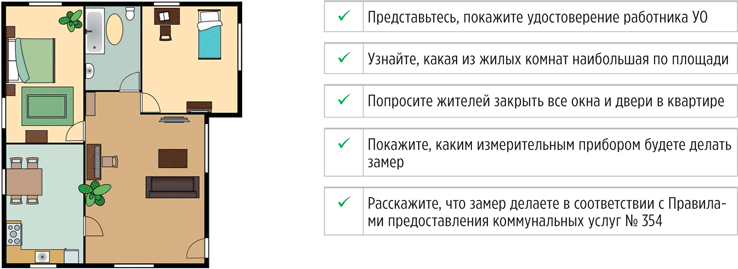 Представьтесь, покажите удостоверение работника УО
Узнайте, какая из жилых комнат наибольшая по площади
Попросите жителей закрыть все окна и двери в квартире
Покажите, каким измерительным прибором будете делать
замер
Расскажите, что замер делаете в соответствии с Правила-
ми предоставления коммунальных услуг № 354